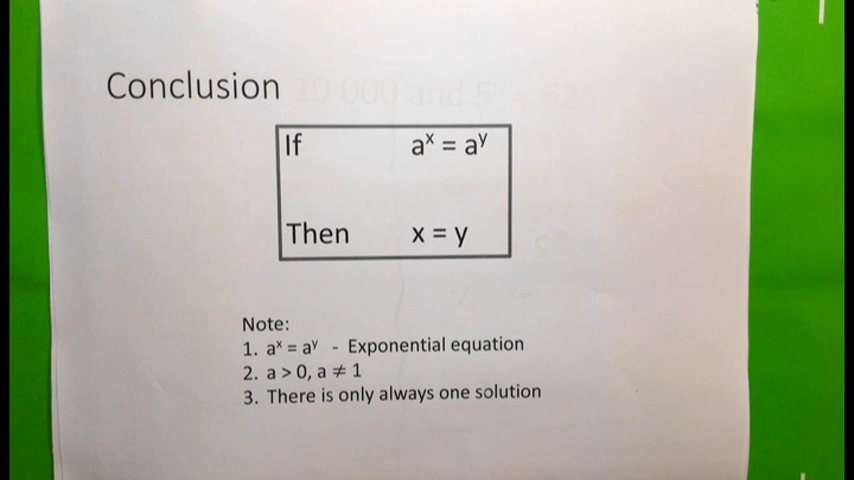 Conclusion
If aˣ = aʸ
Then x = y
Note:
1. aˣ = aʸ - Exponential equation
2. a > 0, a ≠ 1
3. There is only always one solution